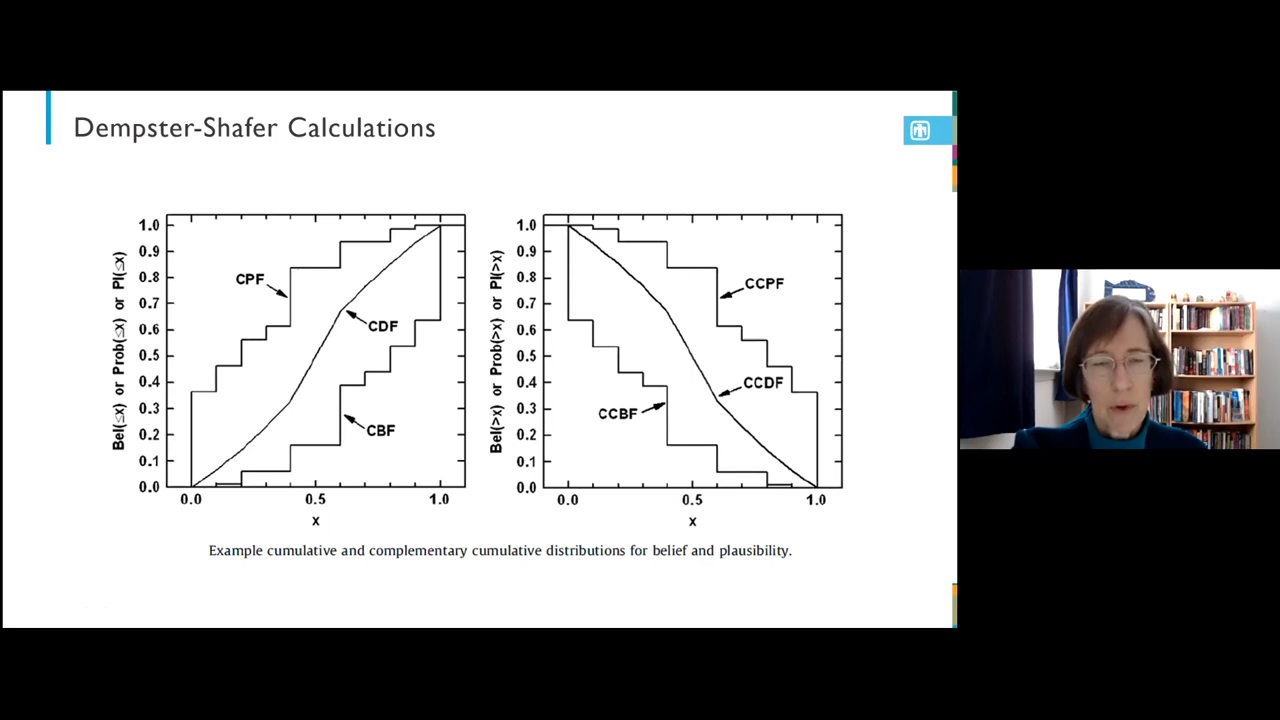 Dempster-Shafer Calculations
Bel(≤x) or Prob(≤x) or Pl(≤x)
1.0
0.9
0.8
0.7
0.6
0.5
0.4
0.3
0.2
0.1
0.0
CPF
CDF
CBF
0.0 0.5 1.0
x
Bel(>x) or Prob(>x) or Pl(>x)
1.0
0.9
0.8
0.7
0.6
0.5
0.4
0.3
0.2
0.1
0.0
CCPF
CCDF
CCBF
0.0 0.5 1.0
x
Example cumulative and complementary cumulative distributions for belief and plausibility.